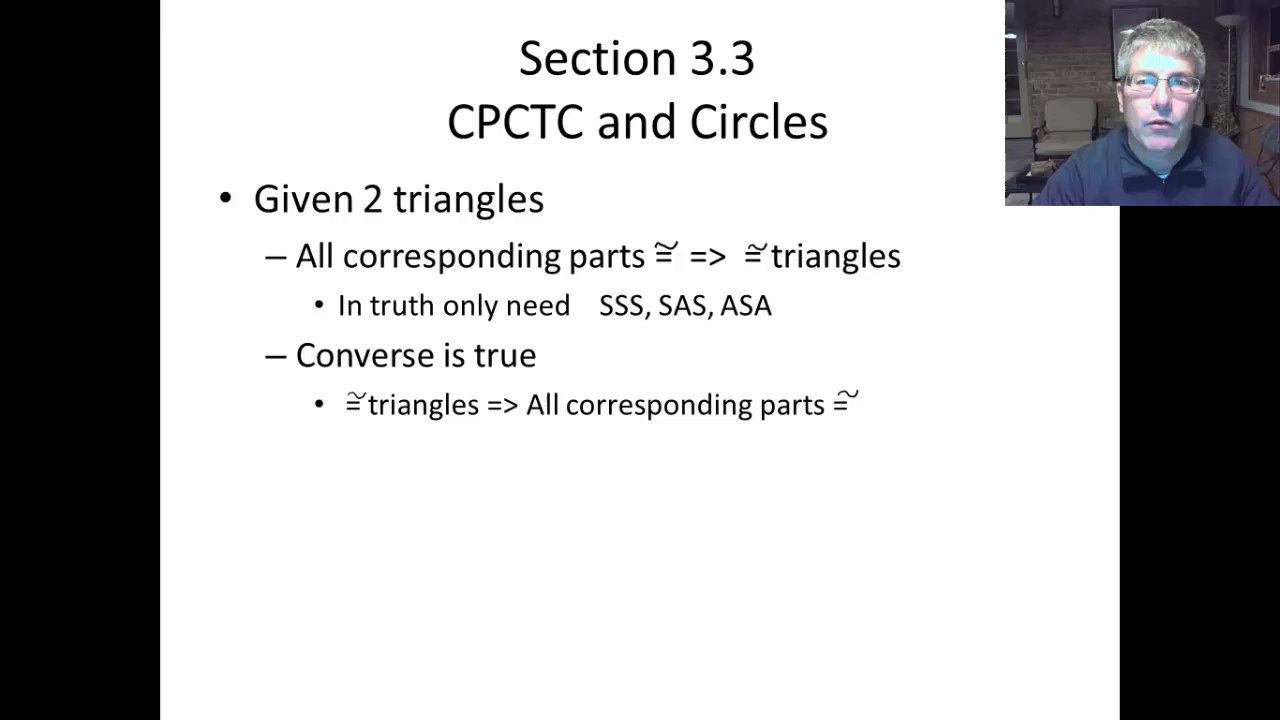 Section 3.3
CPCTC and Circles
• Given 2 triangles
– All corresponding parts ≅ => ≅ triangles
• In truth only need SSS, SAS, ASA
– Converse is true
• ≅ triangles => All corresponding parts ≅